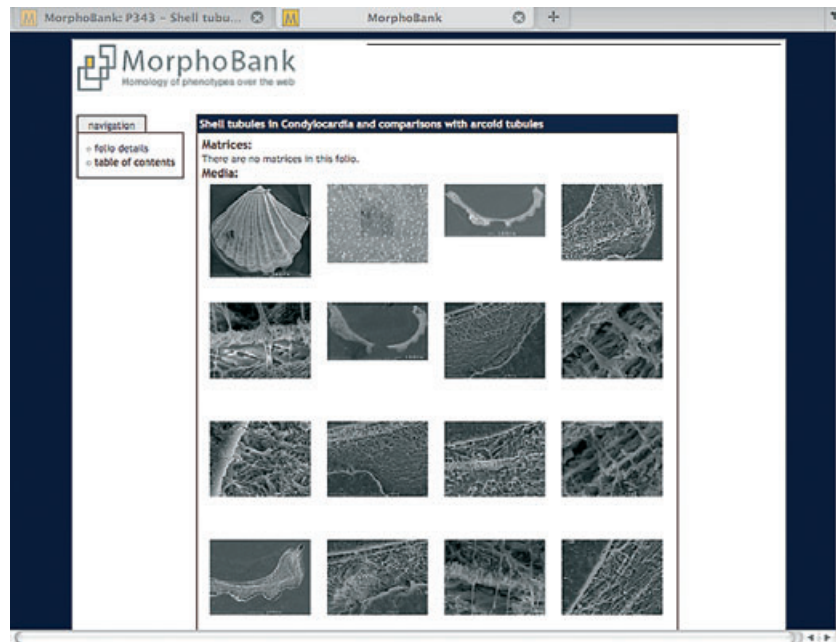 MorphoBank: P343 – Shell tubu...
MorphoBank
MorphoBank
Homology of phenotypes over the web
navigation
folio details
table of contents
Shell tubules in Condylocardia and comparisons with arcoid tubules
Matrices:
There are no matrices in this folio.
Media: